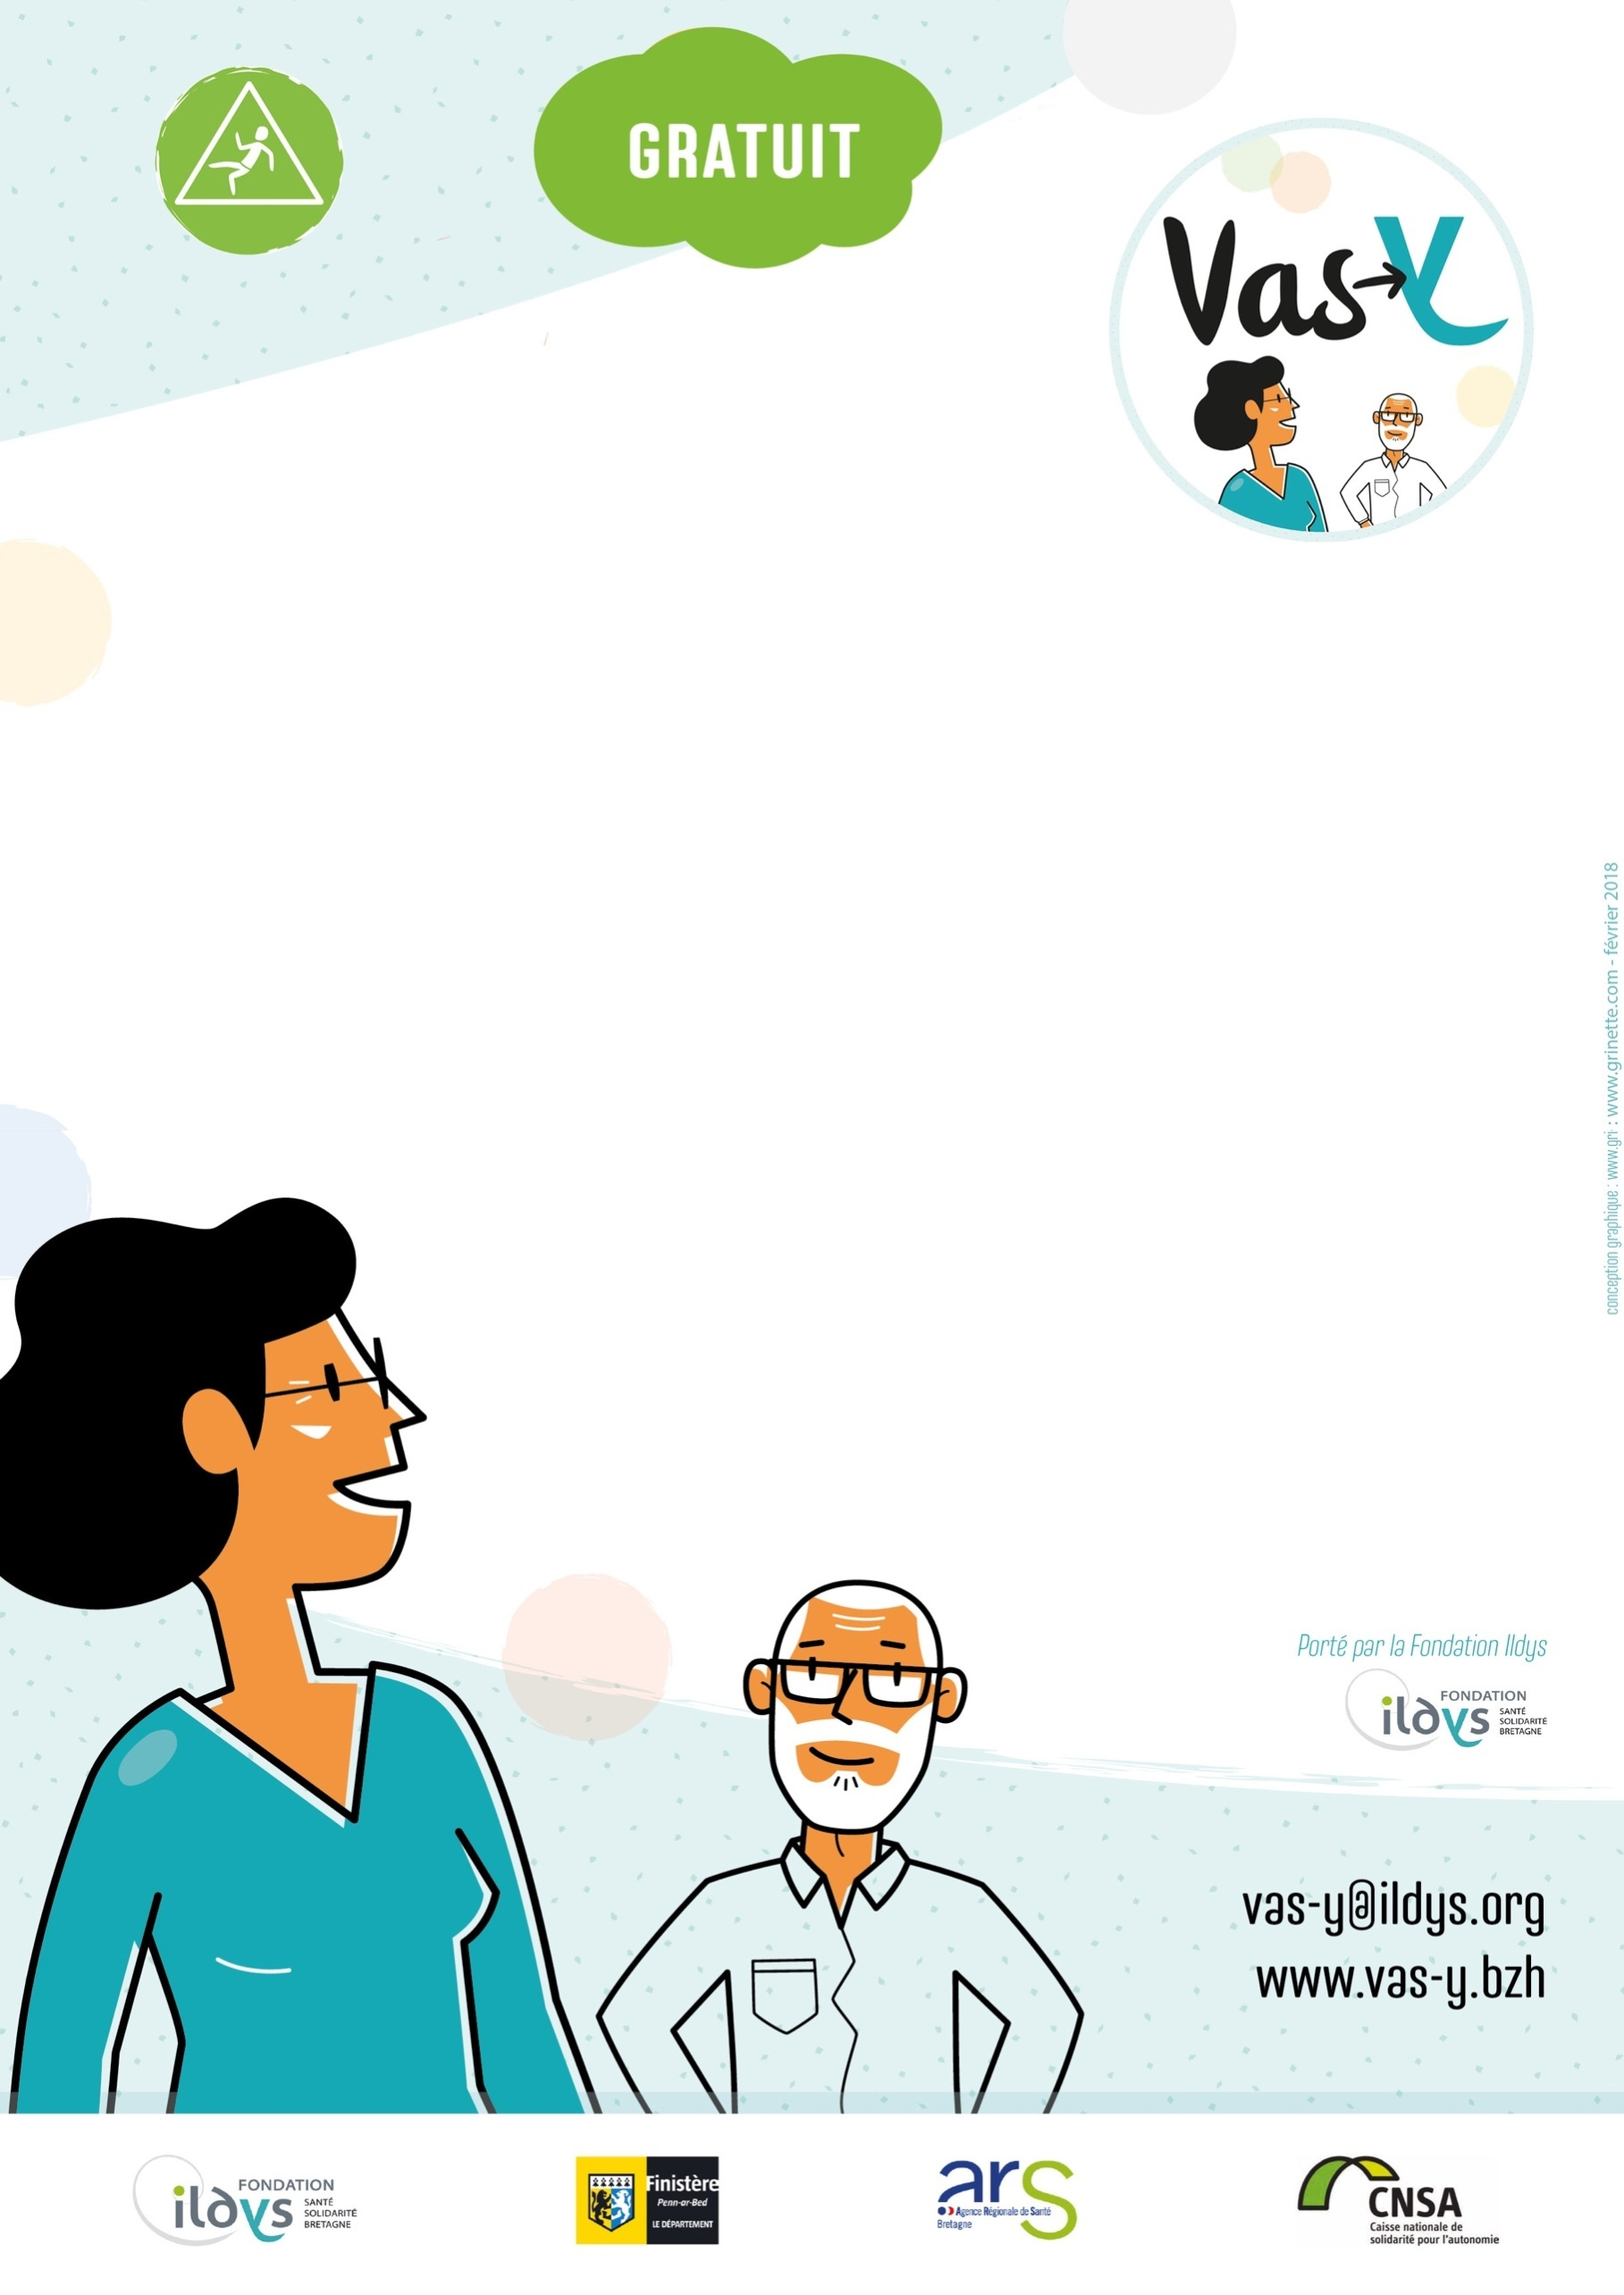 GRATUIT
Vas-Y
conception graphique : www.gri : www.grinette.com - février 2018
Porté par la Fondation Ildys
ildys
FONDATION
SANTÉ
SOLIDARITÉ
BRETAGNE
vas-y@ildys.org
www.vas-y.bzh
ildys
FONDATION
SANTÉ
SOLIDARITÉ
BRETAGNE
Finistère
Penn-ar-Bed
LE DÉPARTEMENT
ars
Agence Régionale de Santé
Bretagne
CNSA
Caisse nationale de
solidarité pour l'autonomie